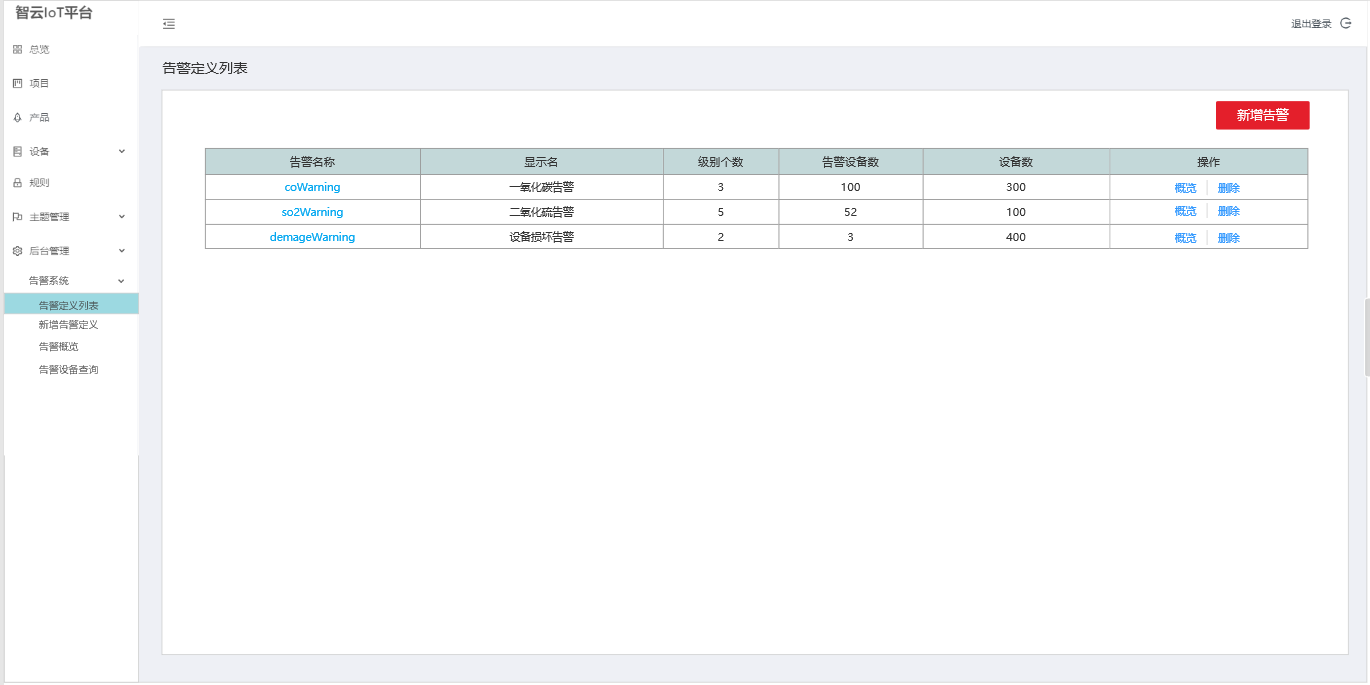 智云IoT平台
退出登录
总览
项目
产品
设备
规则
主题管理
后台管理
告警系统
告警定义列表
新增告警定义
告警概览
告警设备查询
告警定义列表
新增告警
告警名称 显示名 级别个数 告警设备数 设备数 操作
coWarning 一氧化碳告警 3 100 300 概览 删除
so2Warning 二氧化硫告警 5 52 100 概览 删除
demageWarning 设备损坏告警 2 3 400 概览 删除